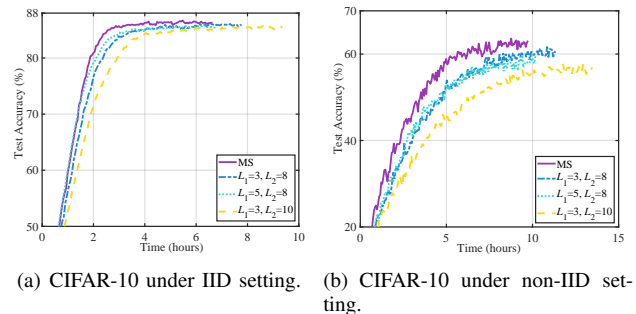 88
80
70
60
50
Test Accuracy (%)
0
2
4
6
8
10
Time (hours)
MS
L₁=3, L₂=8
L₁=5, L₂=8
L₁=3, L₂=10
70
60
40
20
Test Accuracy (%)
0
5
10
15
Time (hours)
MS
L₁=3, L₂=8
L₁=5, L₂=8
L₁=3, L₂=10
(a) CIFAR-10 under IID setting.
(b) CIFAR-10 under non-IID set-
ting.